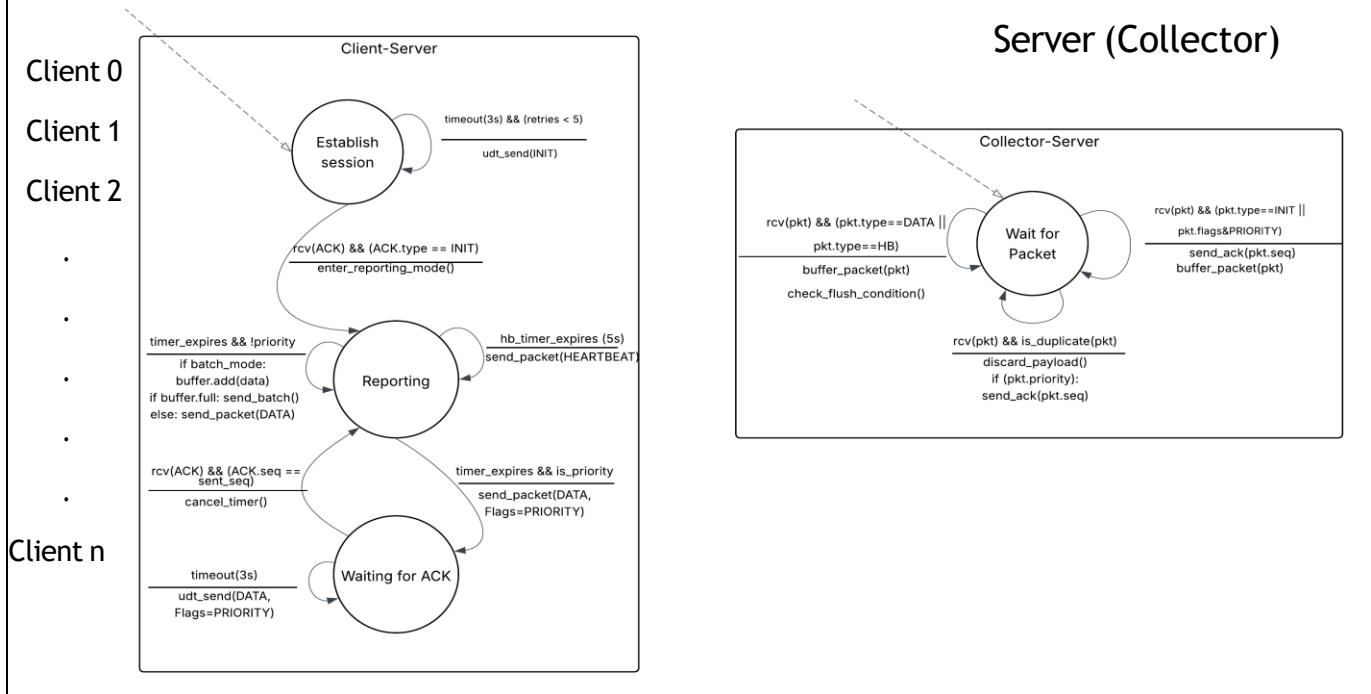 Client 0
Client 1
Client 2
.
.
.
.
.
Client n
Client-Server
Establish
session
timeout(3s) && (retries < 5)
udt_send(INIT)
rcv(ACK) && (ACK.type == INIT)
enter_reporting_mode()
timer_expires && !priority
if batch_mode:
buffer.add(data)
if buffer.full: send_batch()
else: send_packet(DATA)
Reporting
hb_timer_expires (5s)
send_packet(HEARTBEAT)
rcv(ACK) && (ACK.seq ==
sent_seq)
cancel_timer()
timer_expires && is_priority
send_packet(DATA,
Flags=PRIORITY)
Waiting for ACK
timeout(3s)
udt_send(DATA,
Flags=PRIORITY)
Server (Collector)
Collector-Server
rcv(pkt) && (pkt.type==DATA ||
pkt.type==HB)
buffer_packet(pkt)
check_flush_condition()
Wait for
Packet
rcv(pkt) && (pkt.type==INIT ||
pkt.flags&PRIORITY)
send_ack(pkt.seq)
buffer_packet(pkt)
rcv(pkt) && is_duplicate(pkt)
discard_payload()
if (pkt.priority):
send_ack(pkt.seq)